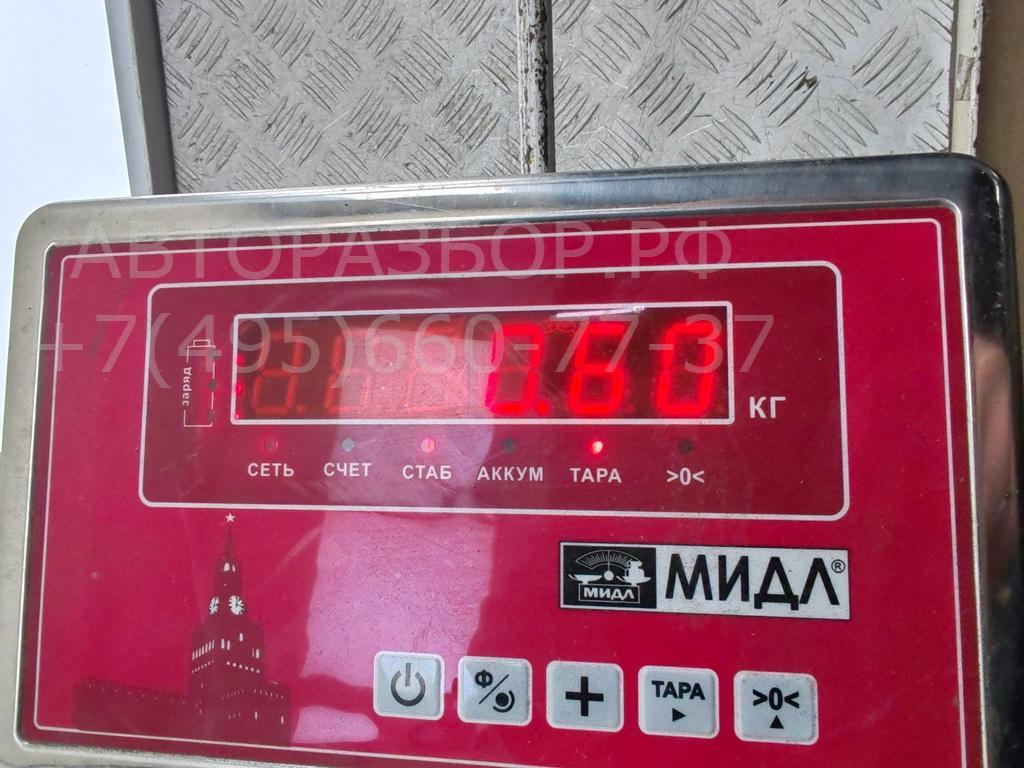 АВТОРАЗБОР.РФ
+7(495)660-77-37
заряд
0.60
КГ
СЕТЬ СЧЕТ СТАБ АККУМ ТАРА >0<
МИДЛ МИДЛ®
Ф ТАРА >0<